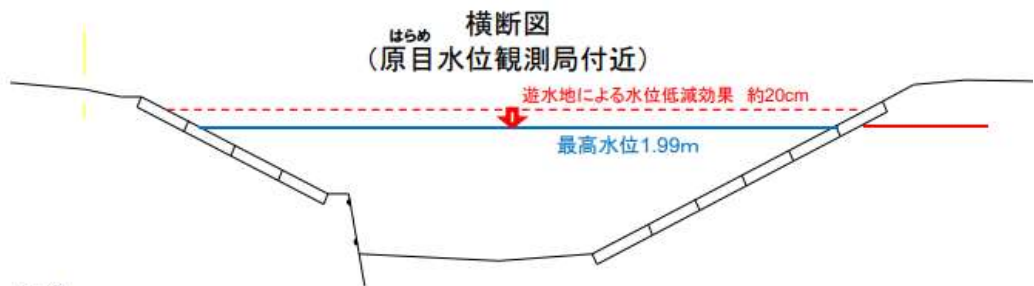 横断図
はらめ
（原目水位観測局付近）
遊水地による水位低減効果 約20cm
最高水位1.99m